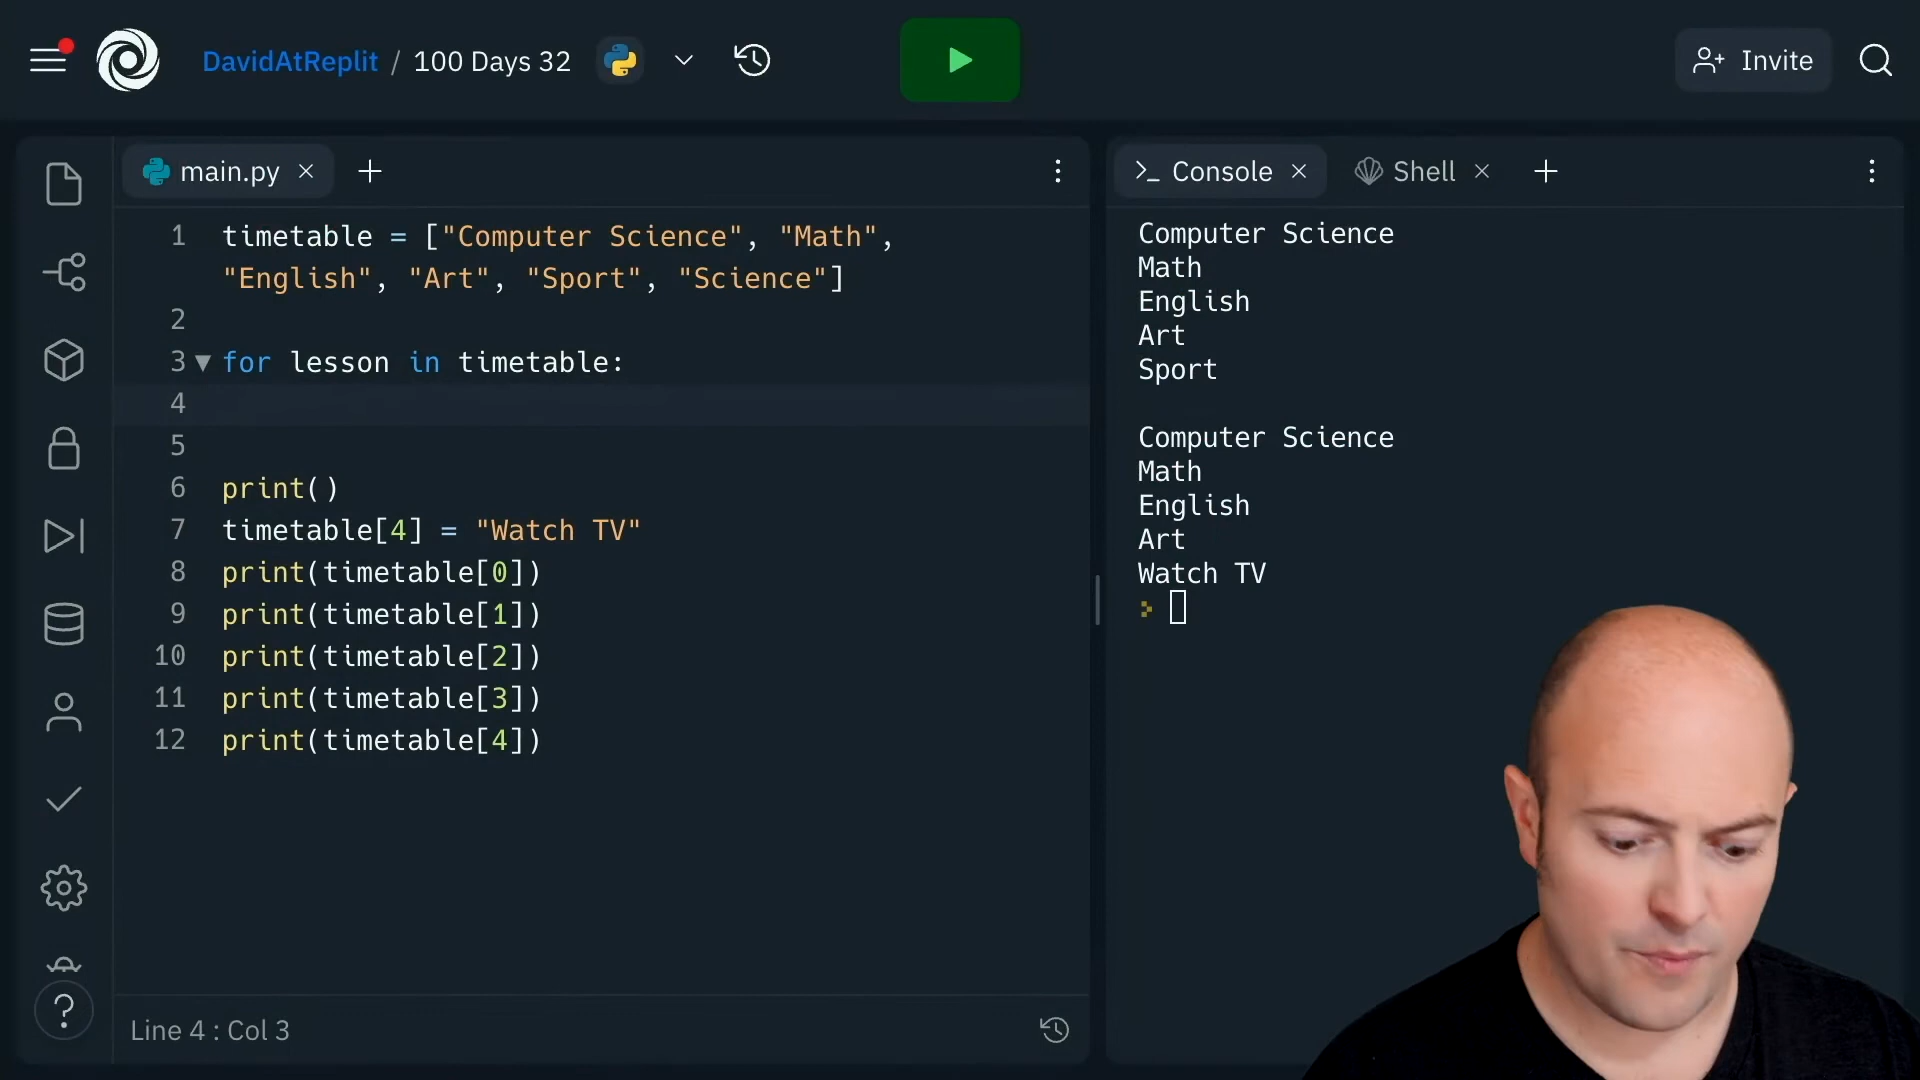 DavidAtReplit / 100 Days 32
Invite
main.py
1 timetable = ["Computer Science", "Math",
"English", "Art", "Sport", "Science"]
2
3 for lesson in timetable:
4
5
6 print()
7 timetable[4] = "Watch TV"
8 print(timetable[0])
9 print(timetable[1])
10 print(timetable[2])
11 print(timetable[3])
12 print(timetable[4])
Line 4 : Col 3
Console
Shell
Computer Science
Math
English
Art
Sport
Computer Science
Math
English
Art
Watch TV